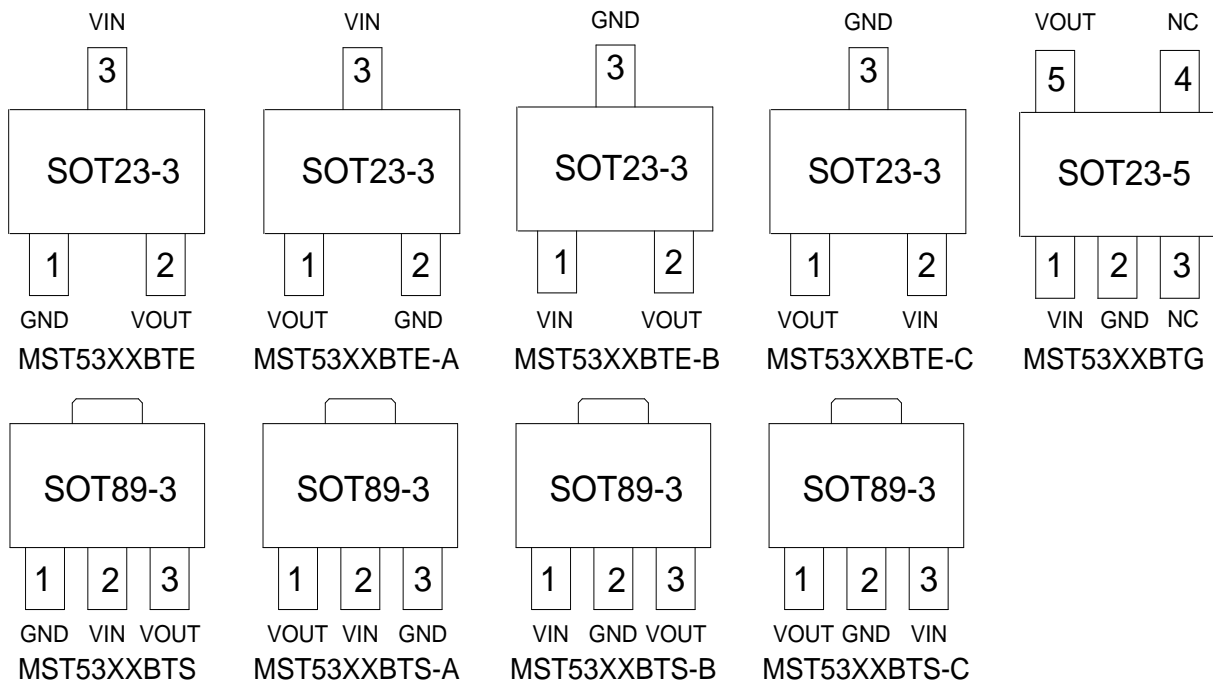 VIN VIN GND GND VOUT NC
3 3 3 3 5 4
SOT23-3 SOT23-3 SOT23-3 SOT23-3 SOT23-5
1 2 1 2 1 2 1 2 1 2 3
GND VOUT VOUT GND VIN VOUT VOUT VIN VIN GND NC
MST53XXBTE MST53XXBTE-A MST53XXBTE-B MST53XXBTE-C MST53XXBTG
SOT89-3 SOT89-3 SOT89-3 SOT89-3
1 2 3 1 2 3 1 2 3 1 2 3
GND VIN VOUT VOUT VIN GND VIN GND VOUT VOUT GND VIN
MST53XXBTS MST53XXBTS-A MST53XXBTS-B MST53XXBTS-C